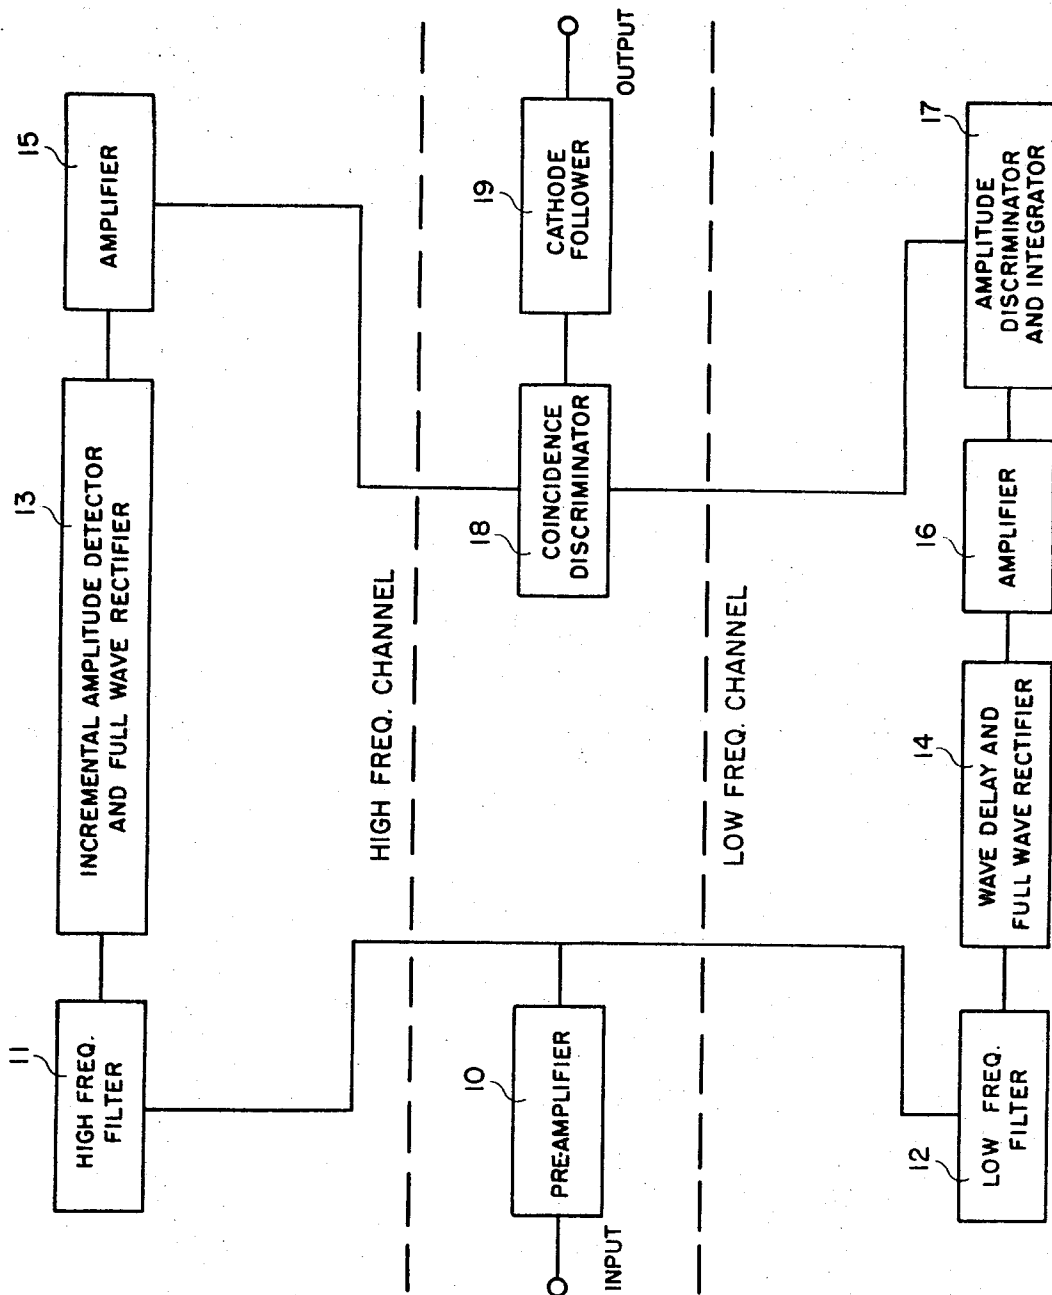 11
HIGH FREQ.
FILTER
13
INCREMENTAL AMPLITUDE DETECTOR
AND FULL WAVE RECTIFIER
15
AMPLIFIER
HIGH FREQ. CHANNEL
INPUT
10
PRE-AMPLIFIER
18
COINCIDENCE
DISCRIMINATOR
19
CATHODE
FOLLOWER
OUTPUT
LOW FREQ. CHANNEL
12
LOW FREQ.
FILTER
14
WAVE DELAY AND
FULL WAVE RECTIFIER
16
AMPLIFIER
17
AMPLITUDE
DISCRIMINATOR
AND INTEGRATOR